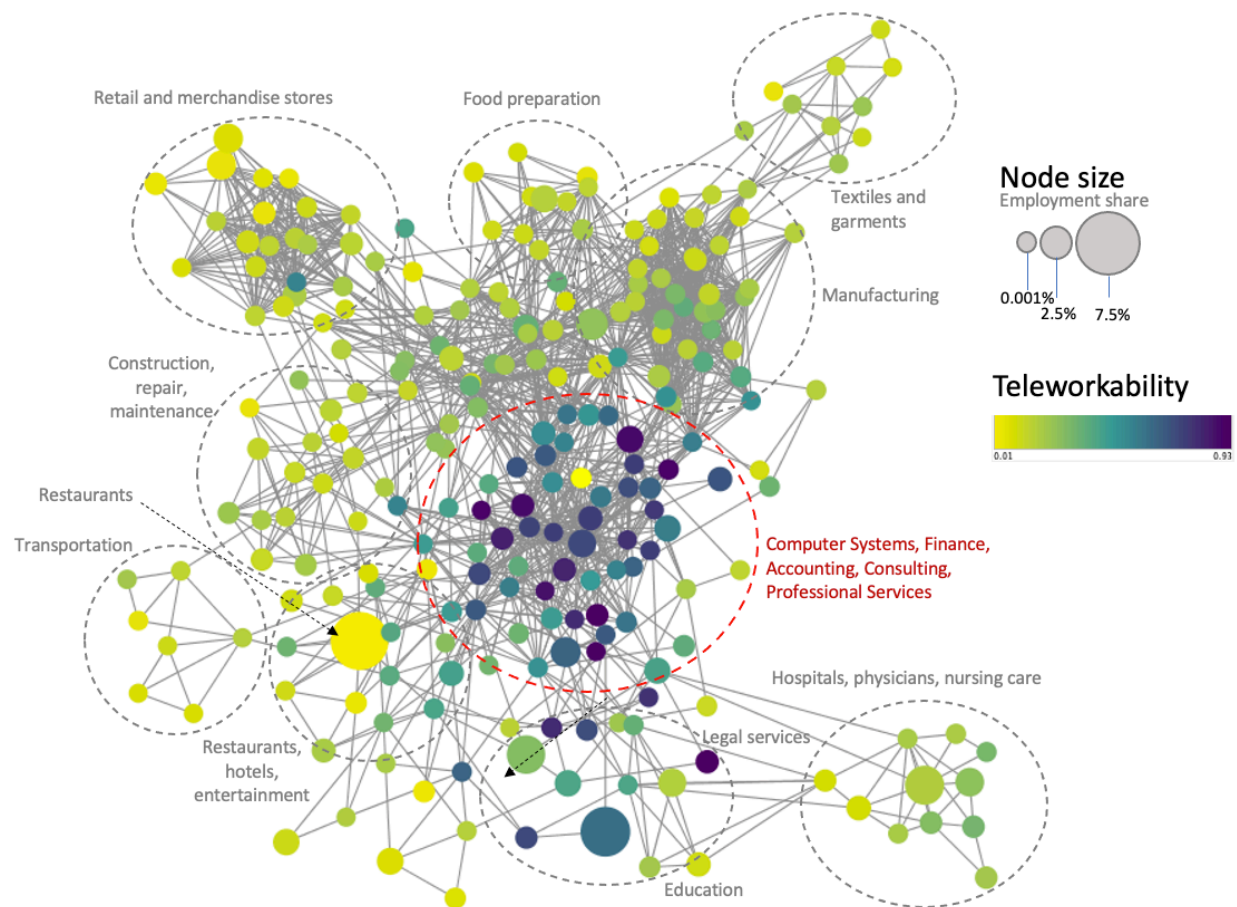 Retail and merchandise stores
Food preparation
Textiles and
garments
Manufacturing
Node size
Employment share
0.001%
2.5%
7.5%
Teleworkability
0.01
0.93
Construction,
repair,
maintenance
Restaurants
Transportation
Computer Systems, Finance,
Accounting, Consulting,
Professional Services
Restaurants,
hotels,
entertainment
Legal services
Hospitals, physicians, nursing care
Education